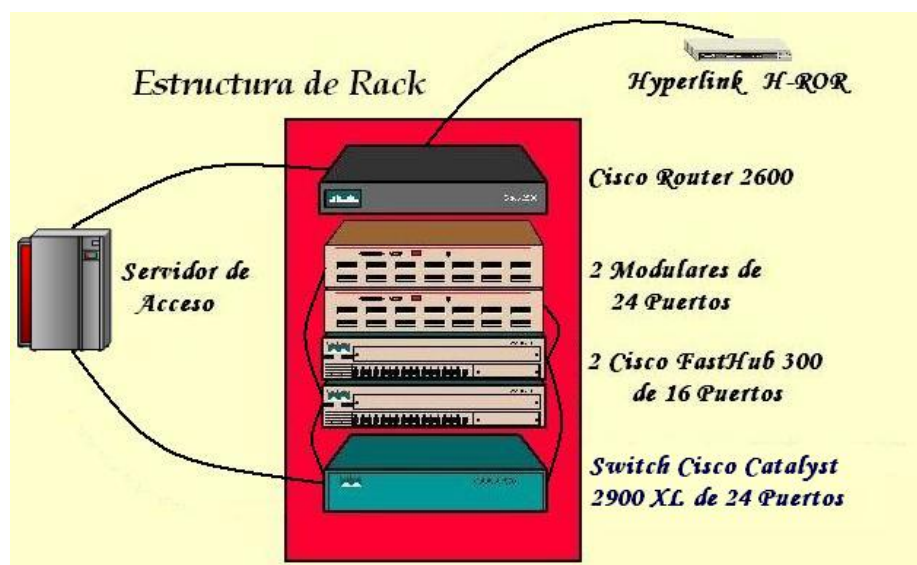 Estructura de Rack
Hyperlink H-ROR
Cisco Router 2600
Servidor de
Acceso
2 Modulares de
24 Puertos
2 Cisco FastHub 300
de 16 Puertos
Switch Cisco Catalyst
2900 XL de 24 Puertos